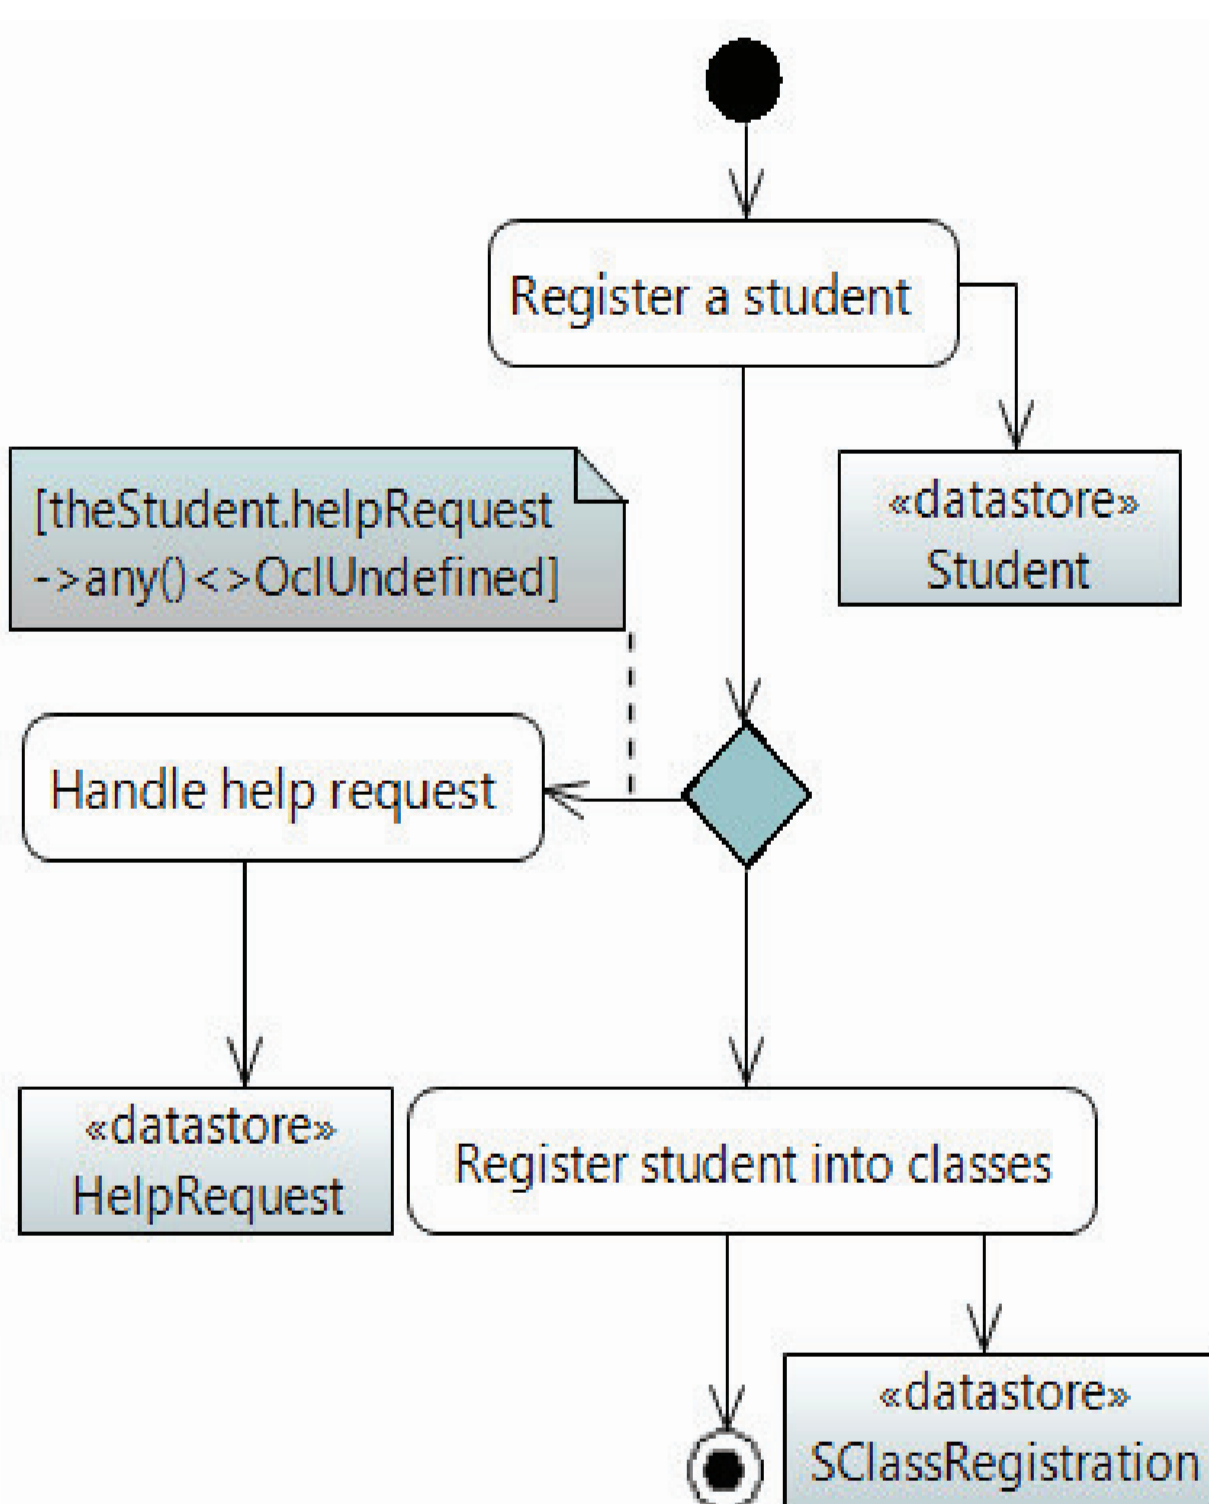 Register a student
[theStudent.helpRequest
->any()<>OclUndefined]
«datastore»
Student
Handle help request
«datastore»
HelpRequest
Register student into classes
«datastore»
SClassRegistration